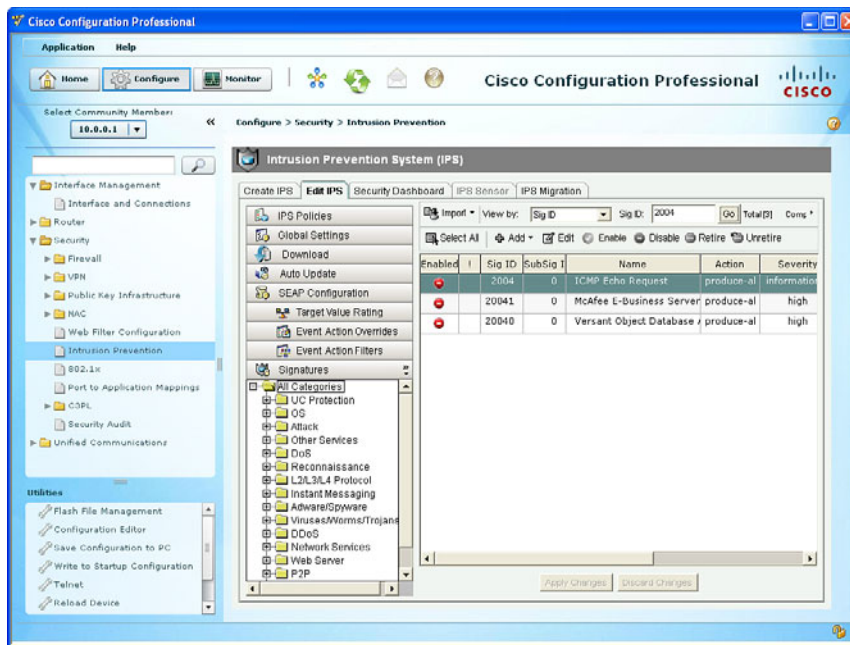 Cisco Configuration Professional
Application Help
Home Configure Monitor Cisco Configuration Professional
CISCO
Select Community Member:
10.0.0.1
Configure > Security > Intrusion Prevention
Interface Management
Interface and Connections
Router
Security
Firewall
VPN
Public Key Infrastructure
NAC
Web Filter Configuration
Intrusion Prevention
802.1x
Port to Application Mappings
C3PL
Security Audit
Unified Communications
Utilities
Flash File Management
Configuration Editor
Save Configuration to PC
Write to Startup Configuration
Telnet
Reload Device
Intrusion Prevention System (IPS)
Create IPS Edit IPS Security Dashboard IPS Sensor IPS Migration
IPS Policies
Global Settings
Download
Auto Update
SEAP Configuration
Target Value Rating
Event Action Overrides
Event Action Filters
Signatures
All Categories
UC Protection
OS
Attack
Other Services
DoS
Reconnaissance
L2/L3/L4 Protocol
Instant Messaging
Adware/Spyware
Viruses/Worms/Trojans
DDoS
Network Services
Web Server
P2P
Import View by: Sig ID Sig ID: 2004 Go Total[3] Comp
Select All Add Edit Enable Disable Retire Unretire
Enabled ! Sig ID SubSig I Name Action Severity
2004 0 ICMP Echo Request produce-al information
20041 0 McAfee E-Business Server produce-al high
20040 0 Versant Object Database produce-al high
Apply Changes Discard Changes